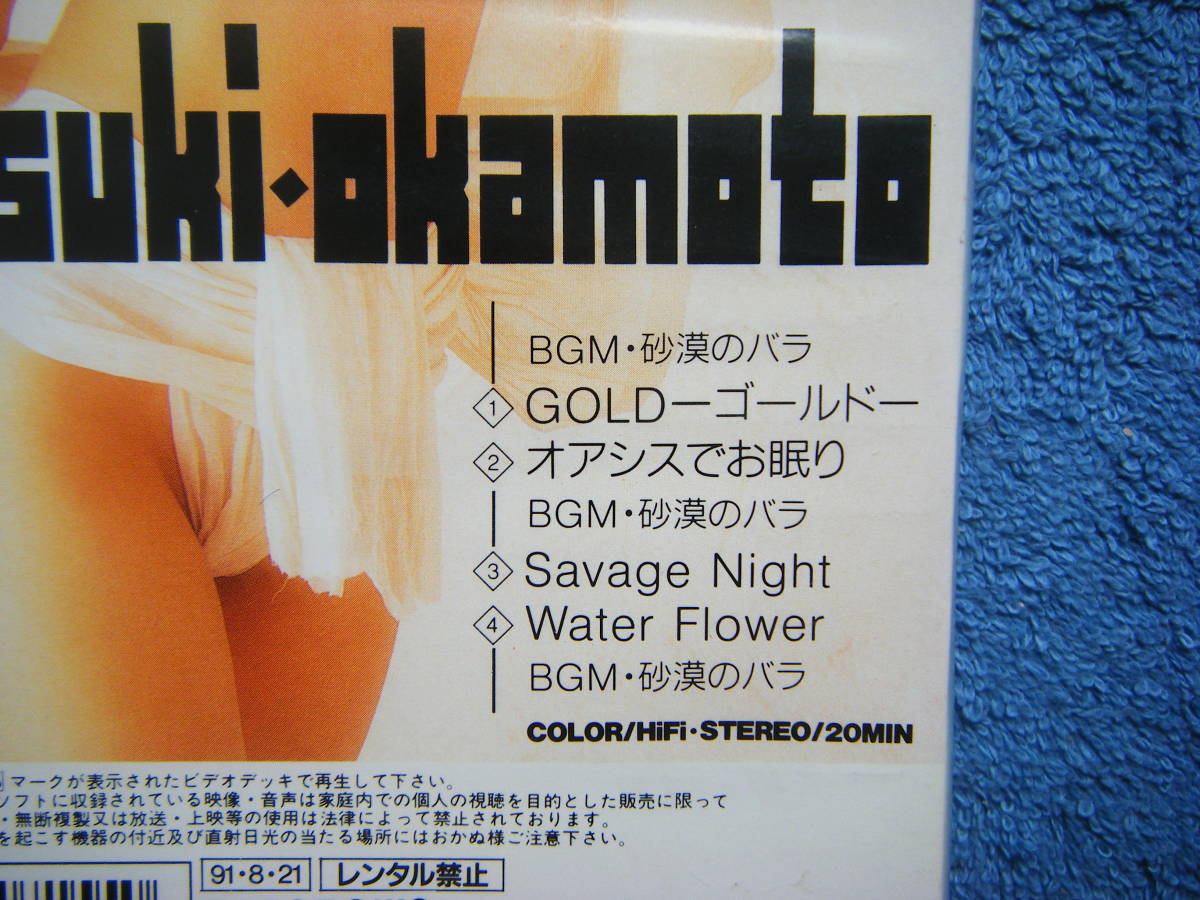 suki◆okamoto
BGM・砂漠のバラ
1 GOLDーゴールドー
2 オアシスでお眠り
BGM・砂漠のバラ
3 Savage Night
4 Water Flower
BGM・砂漠のバラ
COLOR/HiFi・STEREO/20MIN
マークが表示されたビデオデッキで再生して下さい。
ソフトに収録されている映像・音声は家庭内での個人の視聴を目的とした販売に限って
・無断複製又は放送・上映等の使用は法律によって禁止されております。
を起こす機器の付近及び直射日光の当たる場所にはおかぬ様ご注意下さい。
91・8・21 レンタル禁止